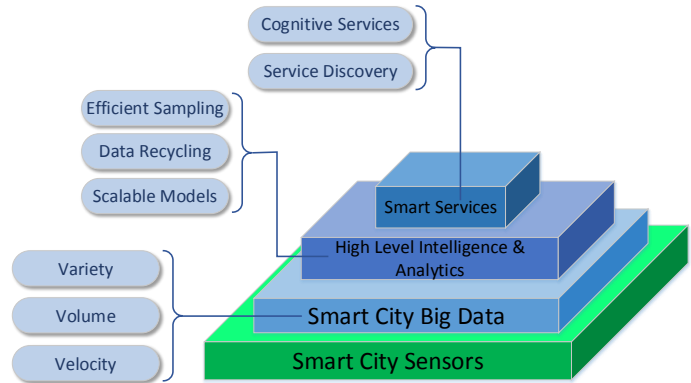 Cognitive Services
Service Discovery
Efficient Sampling
Data Recycling
Scalable Models
Smart Services
High Level Intelligence &
Analytics
Variety
Volume
Velocity
Smart City Big Data
Smart City Sensors